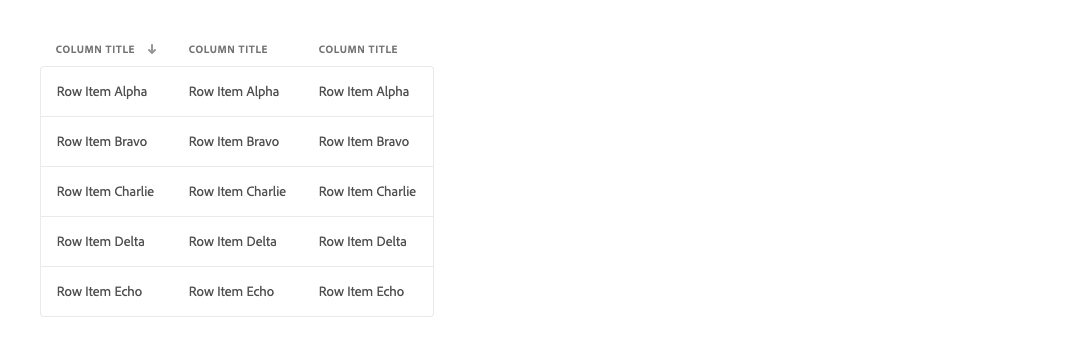 COLUMN TITLE COLUMN TITLE COLUMN TITLE
Row Item Alpha Row Item Alpha Row Item Alpha
Row Item Bravo Row Item Bravo Row Item Bravo
Row Item Charlie Row Item Charlie Row Item Charlie
Row Item Delta Row Item Delta Row Item Delta
Row Item Echo Row Item Echo Row Item Echo